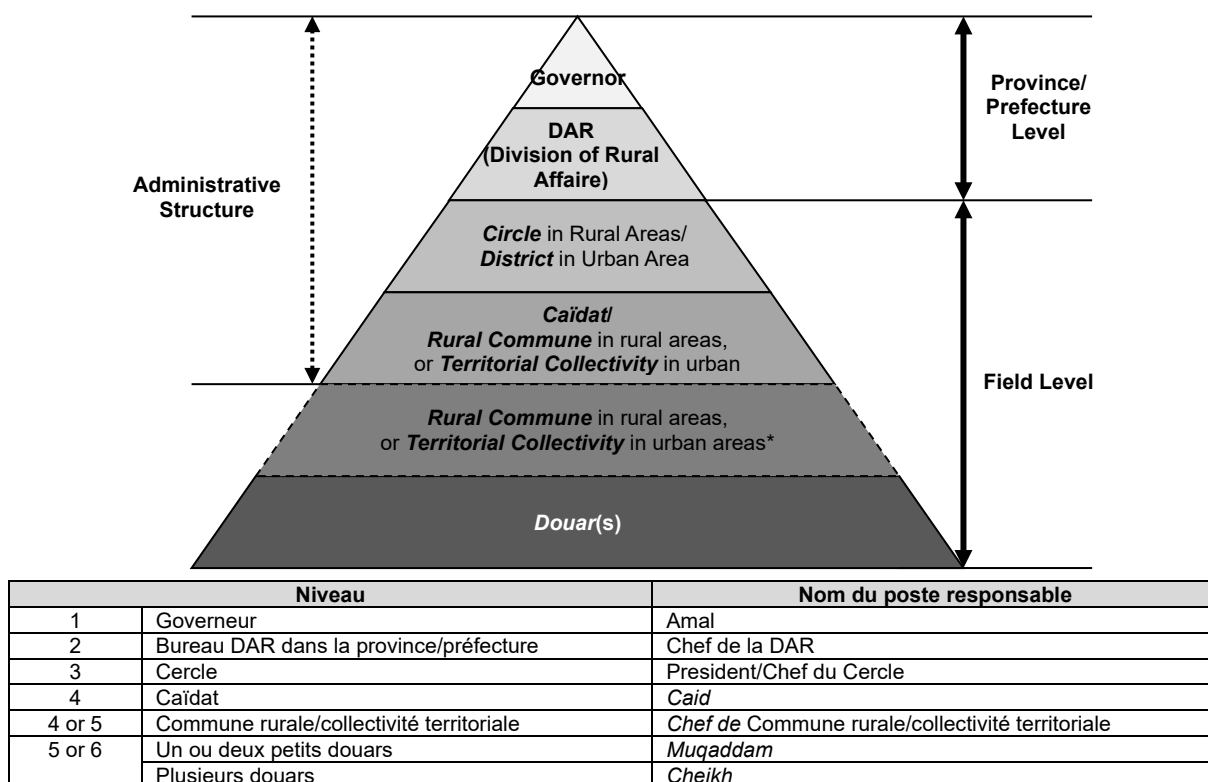 Governor
Province/
Prefecture
Level
DAR
(Division of Rural
Affaire)
Administrative
Structure
Circle in Rural Areas/
District in Urban Area
Caïdat/
Rural Commune in rural areas,
or Territorial Collectivity in urban
Field Level
Rural Commune in rural areas,
or Territorial Collectivity in urban areas*
Douar(s)
Niveau Nom du poste responsable
1 Governeur Amal
2 Bureau DAR dans la province/préfecture Chef de la DAR
3 Cercle President/Chef du Cercle
4 Caïdat Caid
4 or 5 Commune rurale/collectivité territoriale Chef de Commune rurale/collectivité territoriale
5 or 6 Un ou deux petits douars Muqaddam
Plusieurs douars Cheikh